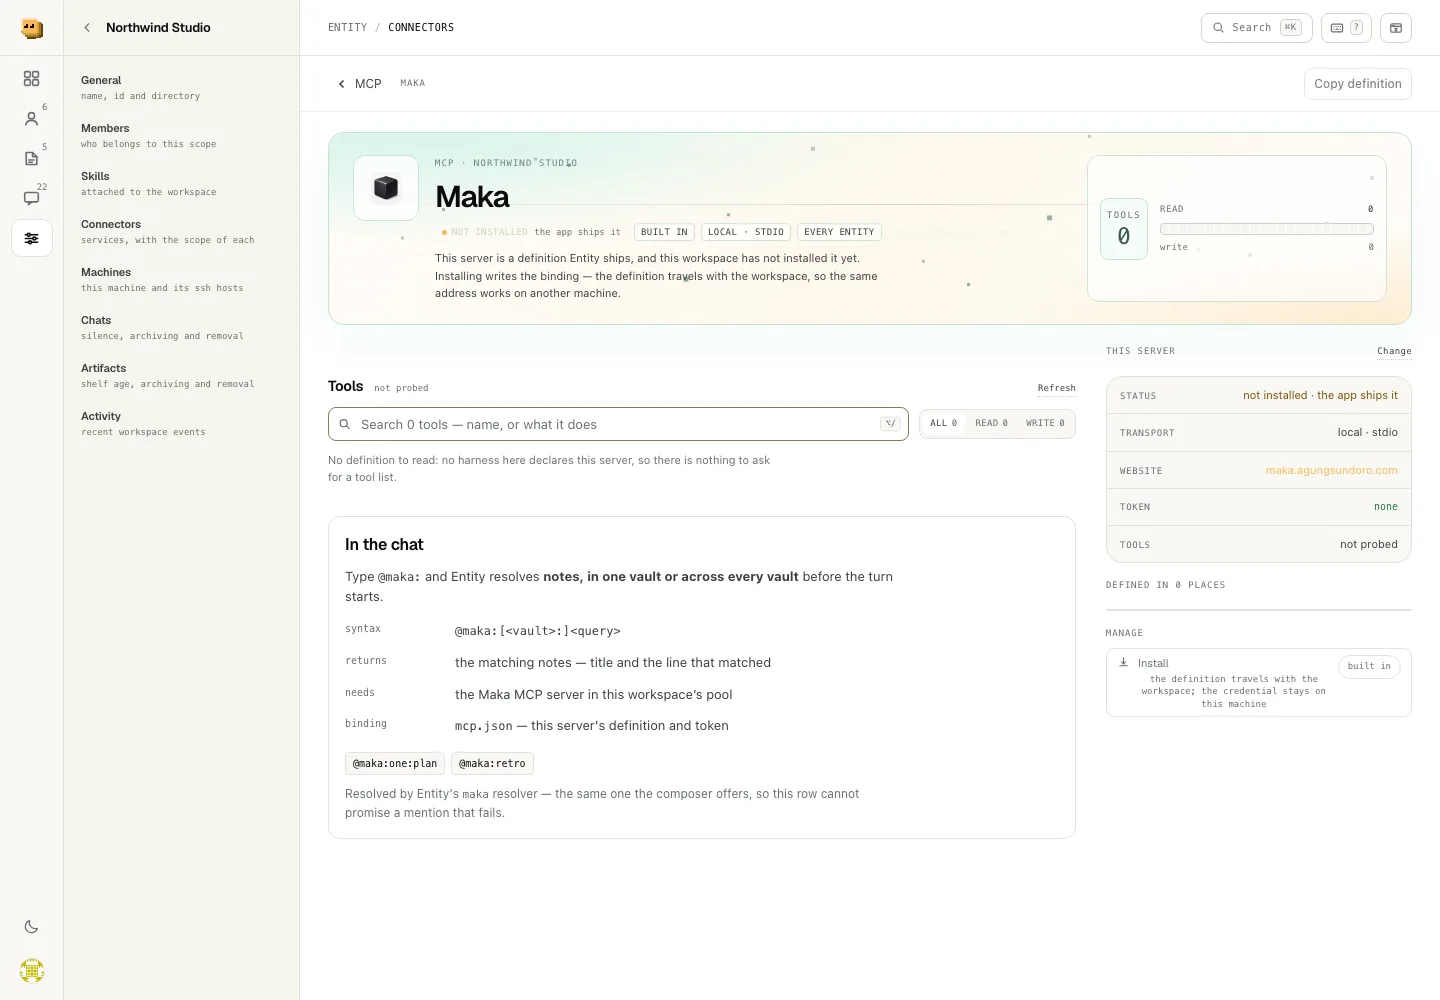 Northwind Studio
ENTITY / CONNECTORS
Search ⌘K
?
6
5
22
General
name, id and directory
Members
who belongs to this scope
Skills
attached to the workspace
Connectors
services, with the scope of each
Machines
this machine and its ssh hosts
Chats
silence, archiving and removal
Artifacts
shelf age, archiving and removal
Activity
recent workspace events
MCP MAKA
Copy definition
MCP · NORTHWIND STUDIO
Maka
NOT INSTALLED the app ships it BUILT IN LOCAL · STDIO EVERY ENTITY
This server is a definition Entity ships, and this workspace has not installed it yet.
Installing writes the binding — the definition travels with the workspace, so the same
address works on another machine.
TOOLS
0
READ 0
write 0
Tools not probed
Refresh
Search 0 tools — name, or what it does ⌥/
ALL 0 READ 0 WRITE 0
No definition to read: no harness here declares this server, so there is nothing to ask
for a tool list.
In the chat
Type @maka: and Entity resolves notes, in one vault or across every vault before the turn
starts.
syntax @maka:[<vault>:]<query>
returns the matching notes — title and the line that matched
needs the Maka MCP server in this workspace's pool
binding mcp.json — this server's definition and token
@maka:one:plan @maka:retro
Resolved by Entity's maka resolver — the same one the composer offers, so this row cannot
promise a mention that fails.
THIS SERVER Change
STATUS not installed · the app ships it
TRANSPORT local · stdio
WEBSITE maka.agungsundoro.com
TOKEN none
TOOLS not probed
DEFINED IN 0 PLACES
MANAGE
Install built in
the definition travels with the
workspace; the credential stays on
this machine